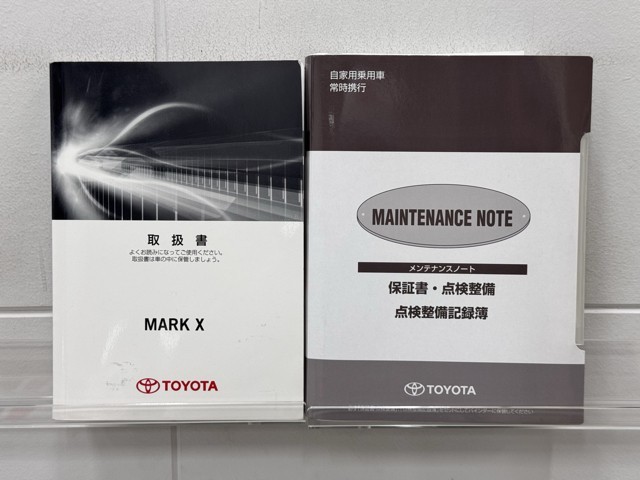 取扱書
よくお読みになってご使用ください。
取扱書は車の中に保管しましょう。
MARK X
TOYOTA
自家用乗用車
常時携行
MAINTENANCE NOTE
メンテナンスノート
保証書・点検整備
点検整備記録簿
TOYOTA